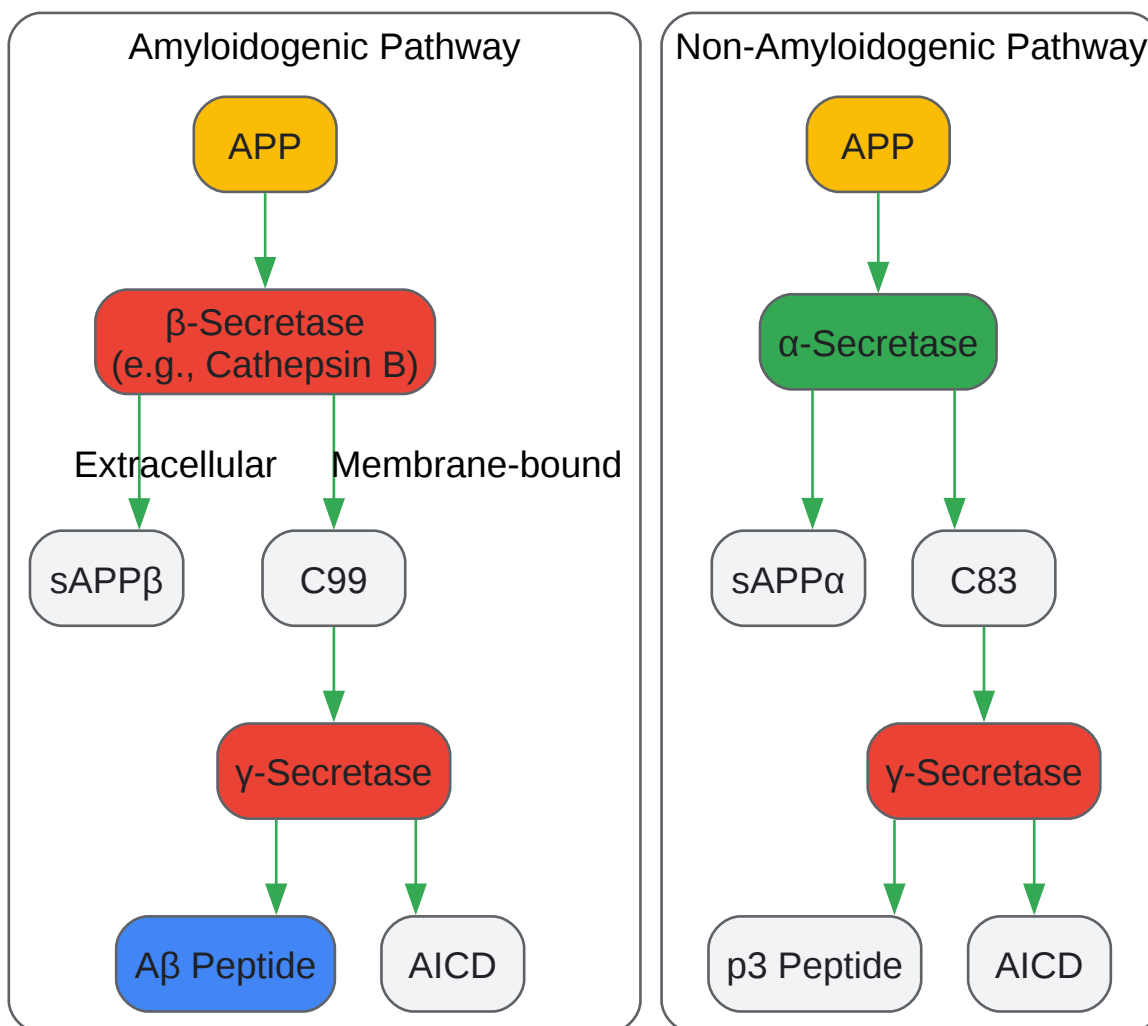 Amyloidogenic Pathway
APP
β-Secretase
(e.g., Cathepsin B)
Extracellular
Membrane-bound
sAPPβ
C99
γ-Secretase
Aβ Peptide
AICD
Non-Amyloidogenic Pathway
APP
α-Secretase
sAPPα
C83
γ-Secretase
p3 Peptide
AICD